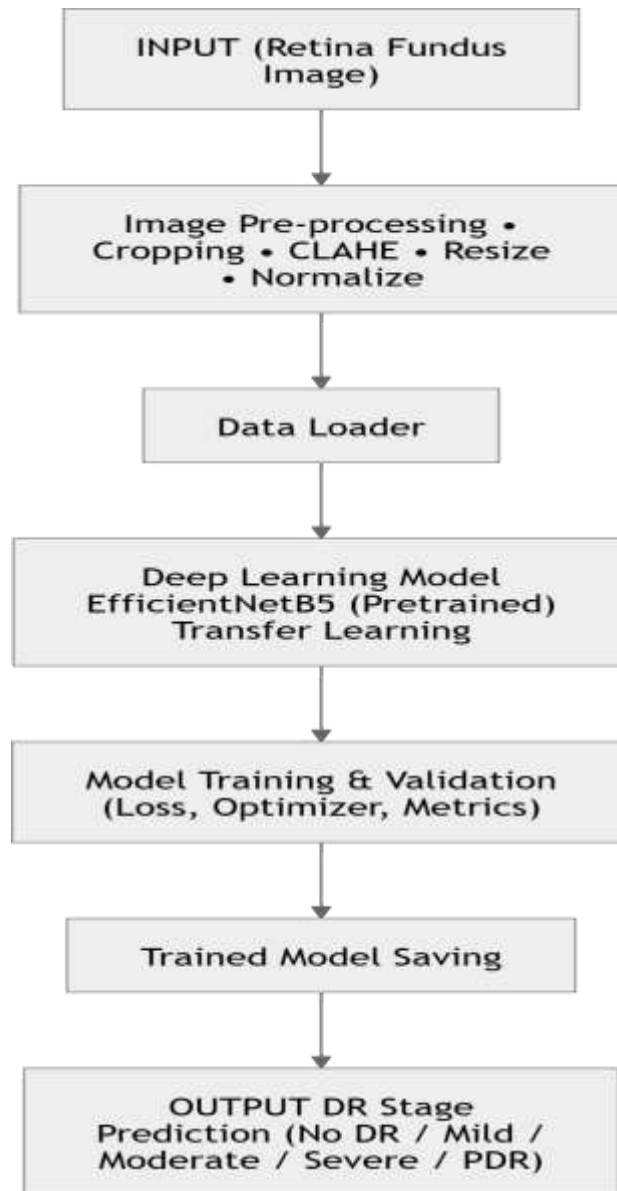 INPUT (Retina Fundus
Image)
Image Pre-processing •
Cropping • CLAHE • Resize
• Normalize
Data Loader
Deep Learning Model
EfficientNetB5 (Pretrained)
Transfer Learning
Model Training & Validation
(Loss, Optimizer, Metrics)
Trained Model Saving
OUTPUT DR Stage
Prediction (No DR / Mild /
Moderate / Severe / PDR)